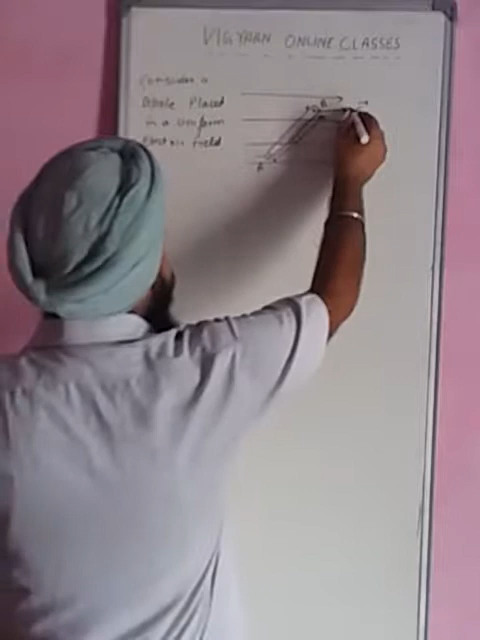 VIGYAAN ONLINE CLASSES
Consider a
Dipole Placed
in a Uniform
Electric Field